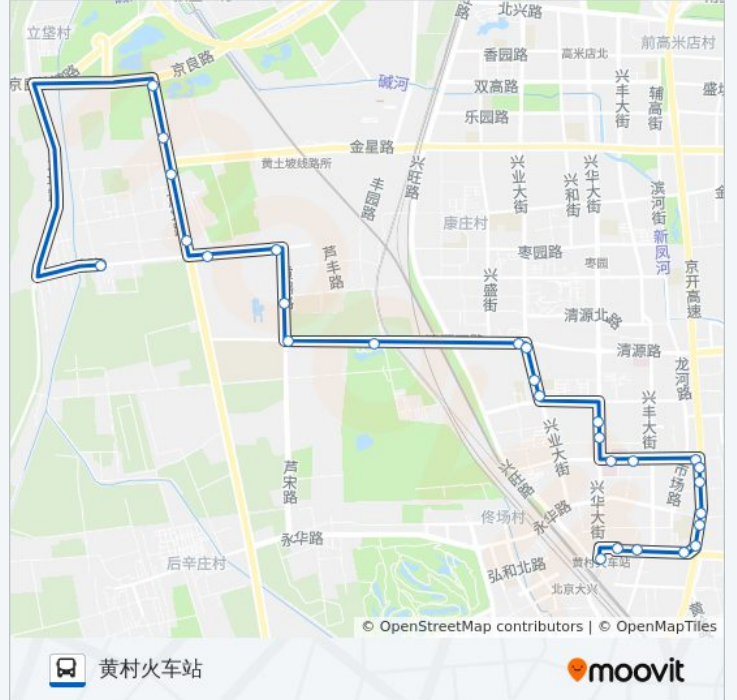 路
北兴路
立垡村
香园路
高米店北
前高米店村
京良路
碱河
双高路
兴丰大街
辅高街
乐园路
金星路
黄土坡线路所
兴旺路
兴业大街
兴和街
兴华大街
滨河街
丰园路
康庄村
新凤河
芦丰路
枣园路
枣园
兴盛街
京开高速
清源北路
清源路
龙河路
兴业大街
兴丰大街
芦宋路
兴旺路
市场路
兴华大街
佟场村
永华路
永华路
后辛庄村
弘和北路
黄村火车站
北京大兴
黄
© OpenStreetMap contributors | © OpenMapTiles
黄村火车站
moovit